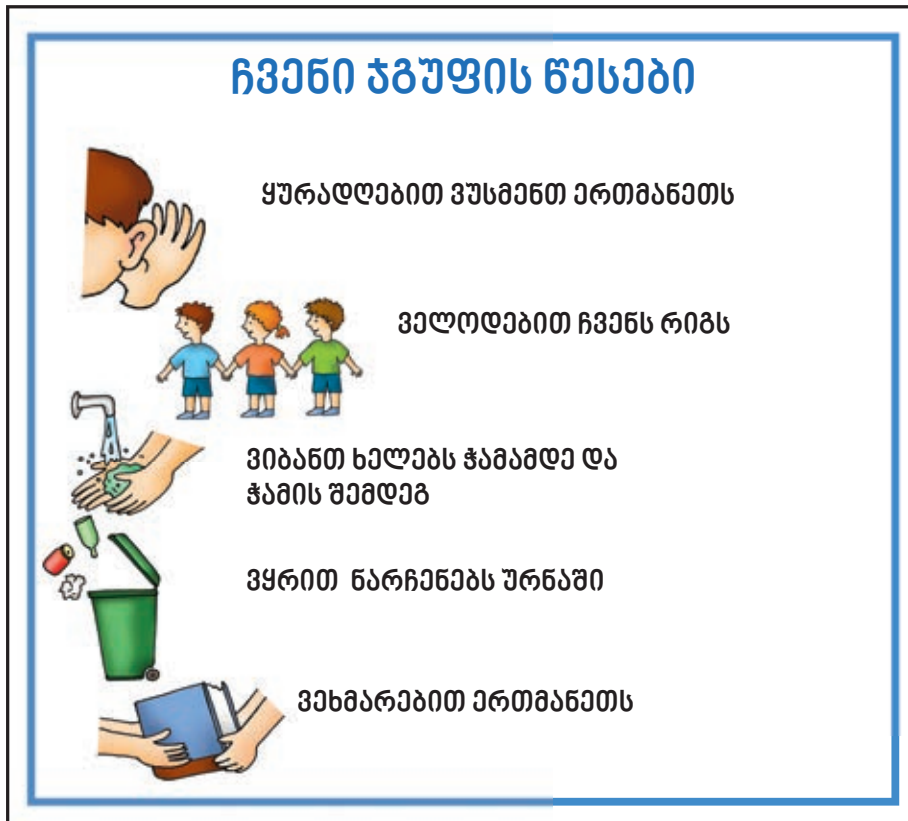 ჩვენი ჯგუფის წესები
ყურადღებით ვუსმენთ ერთმანეთს
ველოდებით ჩვენს რიგს
ვიბანთ ხელებს ჭამამდე და
ჭამის შემდეგ
ვყრით ნარჩენებს ურნაში
ვეხმარებით ერთმანეთს